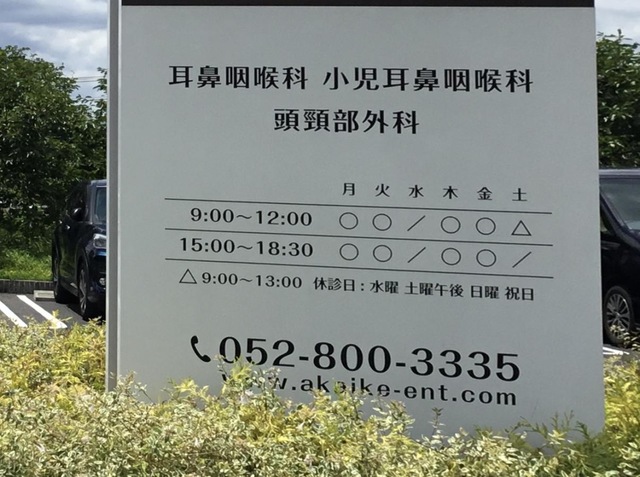 耳鼻咽喉科 小児耳鼻咽喉科
頭頸部外科
月 火 水 木 金 土
9:00〜12:00 ○ ○ ／ ○ ○ △
15:00〜18:30 ○ ○ ／ ○ ○ ／
△9:00〜13:00 休診日：水曜 土曜午後 日曜 祝日
052-800-3335
www.akaike-ent.com